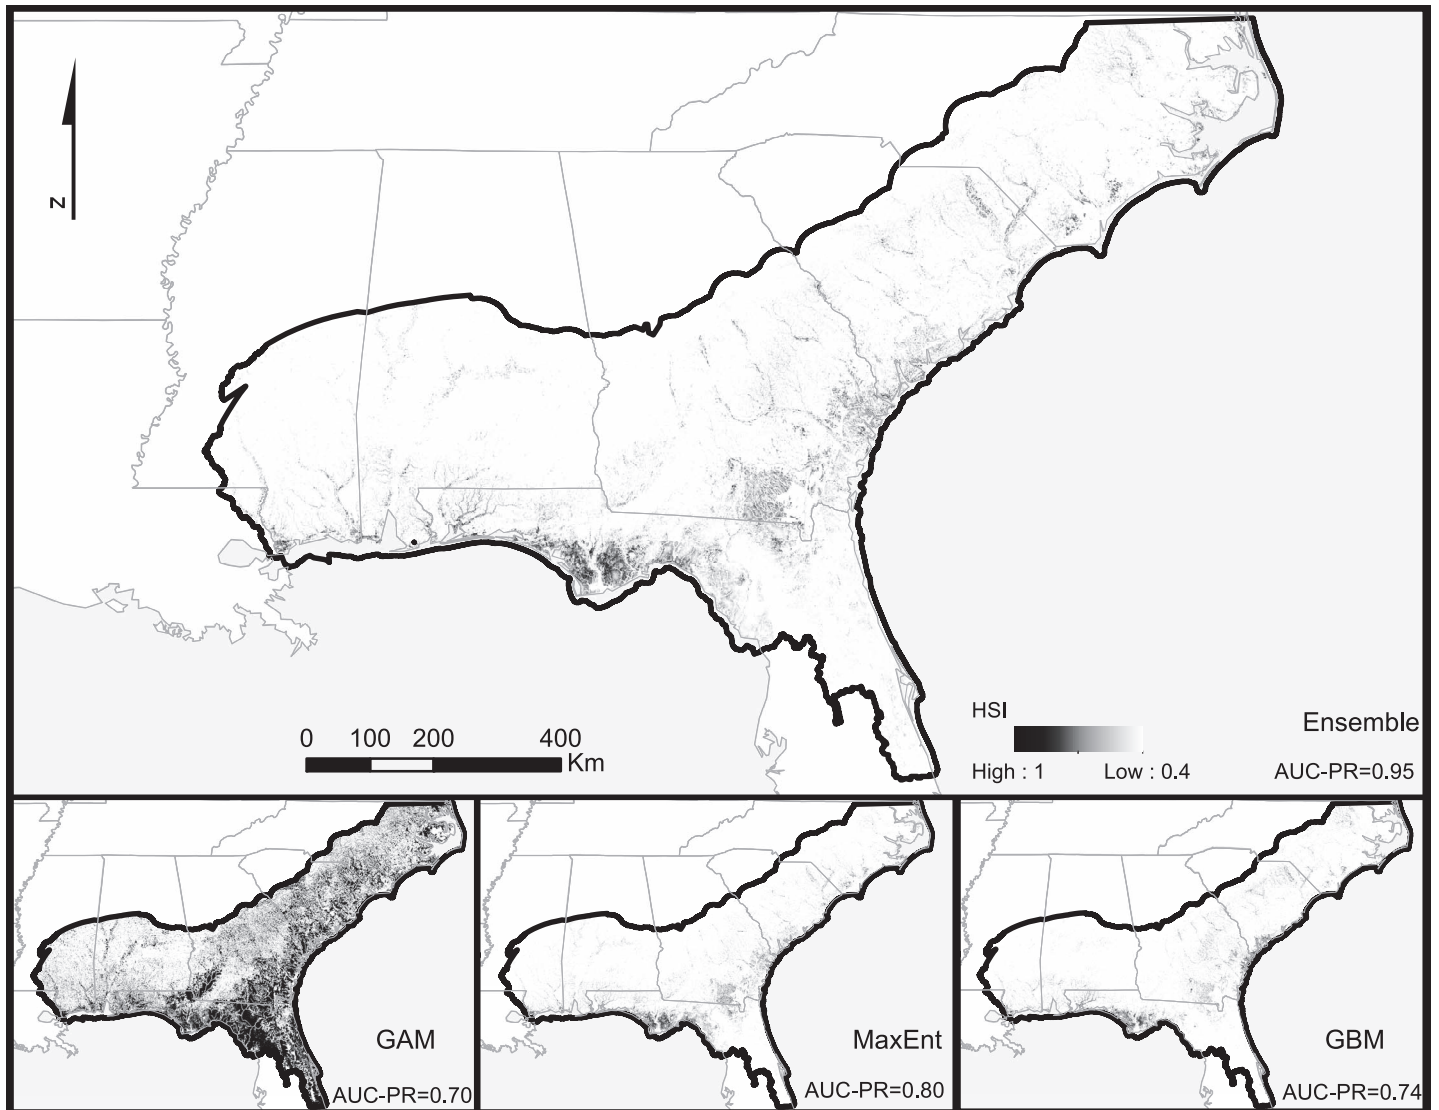 N
0 100 200 400
Km
HSI
High : 1 Low : 0.4
Ensemble
AUC-PR=0.95
GAM
AUC-PR=0.70
MaxEnt
AUC-PR=0.80
GBM
AUC-PR=0.74